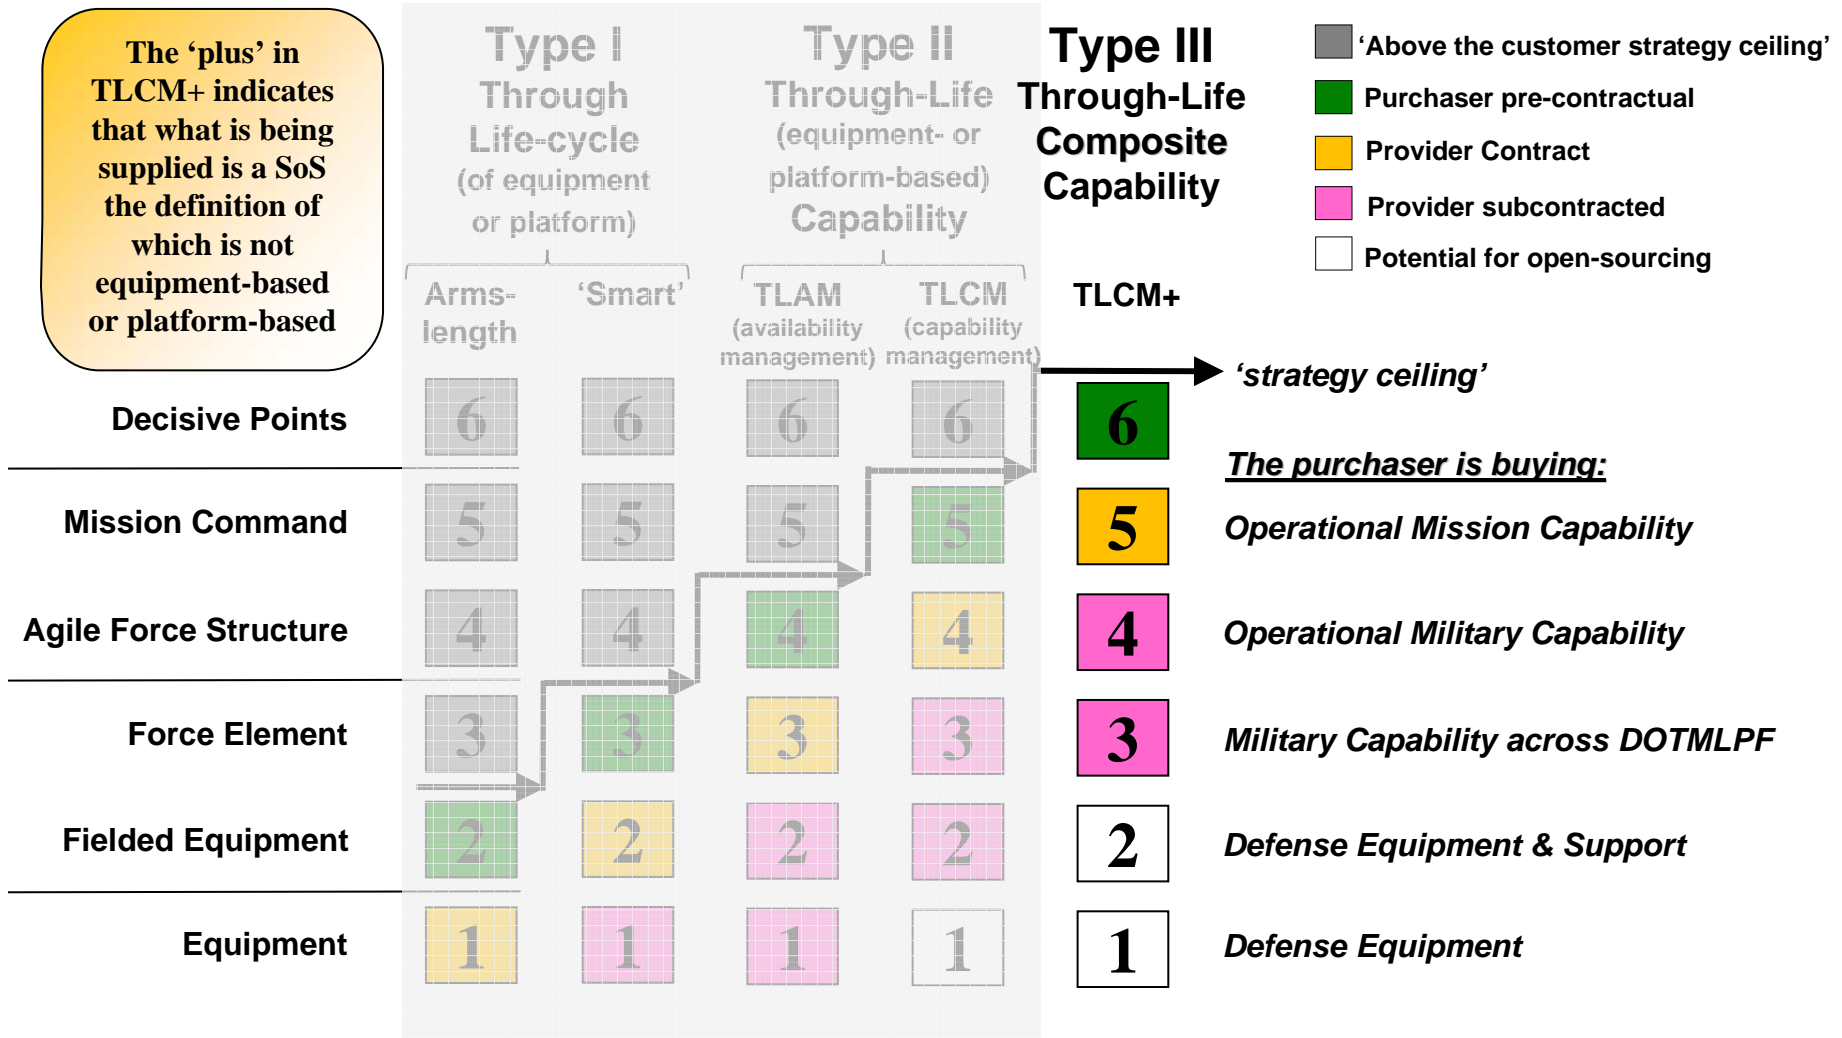 The ‘plus’ in
TLCM+ indicates
that what is being
supplied is a SoS
the definition of
which is not
equipment-based
or platform-based
Type I
Through
Life-cycle
(of equipment
or platform)
Type II
Through-Life
(equipment- or
platform-based)
Capability
Type III
Through-Life
Composite
Capability
‘Above the customer strategy ceiling’
Purchaser pre-contractual
Provider Contract
Provider subcontracted
Potential for open-sourcing
Arms-
length
‘Smart’
TLAM
(availability
management)
TLCM
(capability
management)
TLCM+
‘strategy ceiling’
Decisive Points
6 6 6 6 6
The purchaser is buying:
Mission Command
5 5 5 5 5
Operational Mission Capability
Agile Force Structure
4 4 4 4 4
Operational Military Capability
Force Element
3 3 3 3 3
Military Capability across DOTMLPF
Fielded Equipment
2 2 2 2 2
Defense Equipment & Support
Equipment
1 1 1 1 1
Defense Equipment